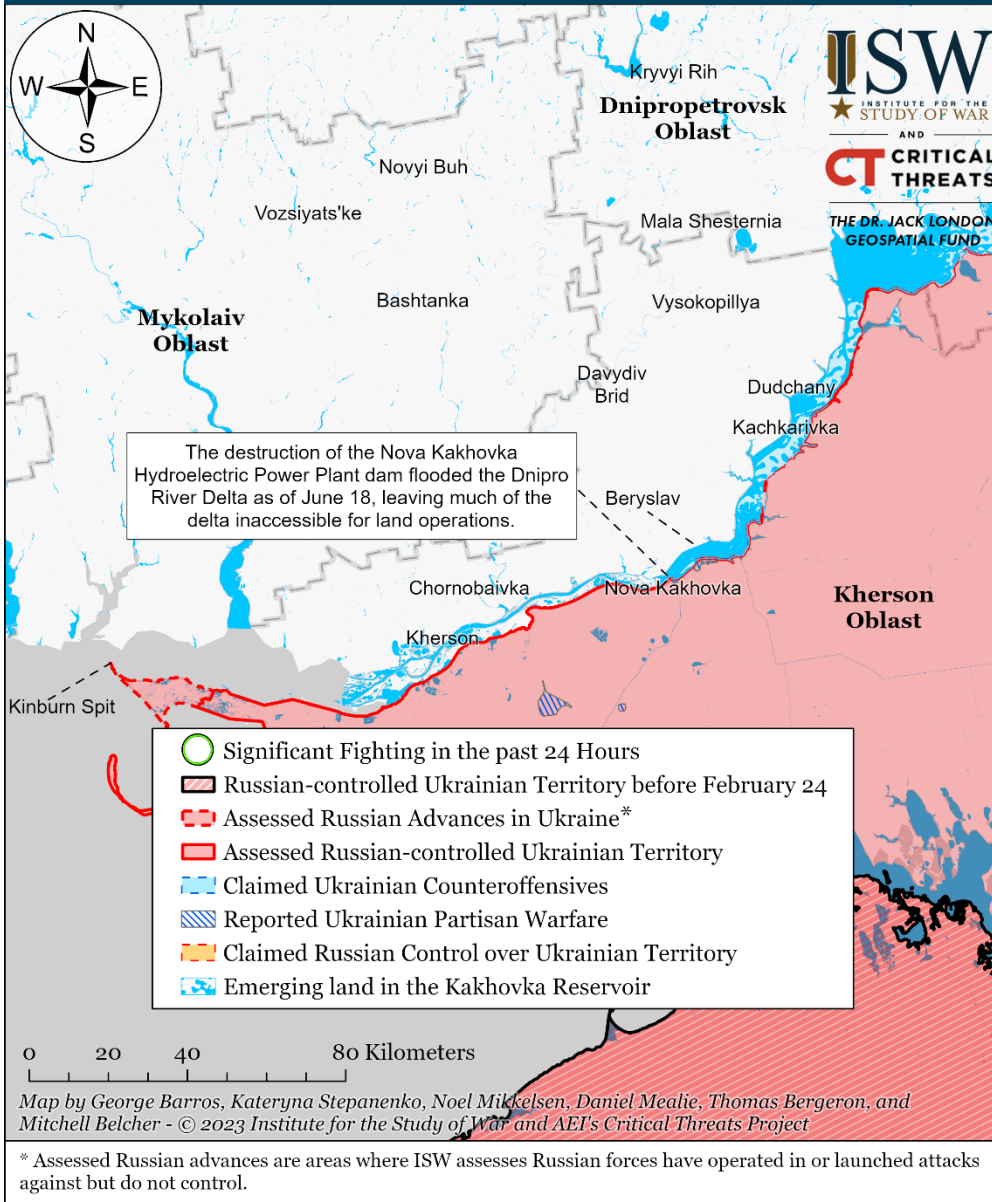 N
W E
S
ISW
INSTITUTE FOR THE
STUDY OF WAR
AND
CT CRITICAL
THREATS
THE DR. JACK LONDON
GEOSPATIAL FUND
Kryvyi Rih
Dnipropetrovsk
Oblast
Novyi Buh
Vozsiyats'ke
Mala Shesternia
Bashtanka
Vysokopillya
Mykolaiv
Oblast
Davydiv
Brid
Dudchany
Kachkarivka
The destruction of the Nova Kakhovka
Hydroelectric Power Plant dam flooded the Dnipro
River Delta as of June 18, leaving much of the
delta inaccessible for land operations.
Beryslav
Chornobaivka
Nova Kakhovka
Kherson
Oblast
Kherson
Kinburn Spit
Significant Fighting in the past 24 Hours
Russian-controlled Ukrainian Territory before February 24
Assessed Russian Advances in Ukraine*
Assessed Russian-controlled Ukrainian Territory
Claimed Ukrainian Counteroffensives
Reported Ukrainian Partisan Warfare
Claimed Russian Control over Ukrainian Territory
Emerging land in the Kakhovka Reservoir
0 20 40 80 Kilometers
Map by George Barros, Kateryna Stepanenko, Noel Mikkelsen, Daniel Mealie, Thomas Bergeron, and
Mitchell Belcher - © 2023 Institute for the Study of War and AEI's Critical Threats Project
* Assessed Russian advances are areas where ISW assesses Russian forces have operated in or launched attacks
against but do not control.